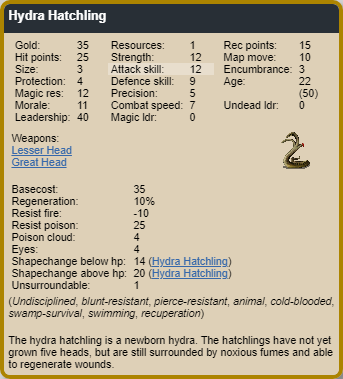 Hydra Hatchling
Gold: 35 Resources: 1 Rec points: 15
Hit points: 25 Strength: 12 Map move: 10
Size: 3 Attack skill: 12 Encumbrance: 3
Protection: 4 Defence skill: 9 Age: 22
Magic res: 12 Precision: 5 (50)
Morale: 11 Combat speed: 7 Undead ldr: 0
Leadership: 40 Magic ldr: 0
Weapons:
Lesser Head
Great Head
Basecost: 35
Regeneration: 10%
Resist fire: -10
Resist poison: 25
Poison cloud: 4
Eyes: 4
Shapechange below hp: 14 (Hydra Hatchling)
Shapechange above hp: 20 (Hydra Hatchling)
Unsurroundable: 1
(Undisciplined, blunt-resistant, pierce-resistant, animal, cold-blooded,
swamp-survival, swimming, recuperation)
The hydra hatchling is a newborn hydra. The hatchlings have not yet
grown five heads, but are still surrounded by noxious fumes and able
to regenerate wounds.